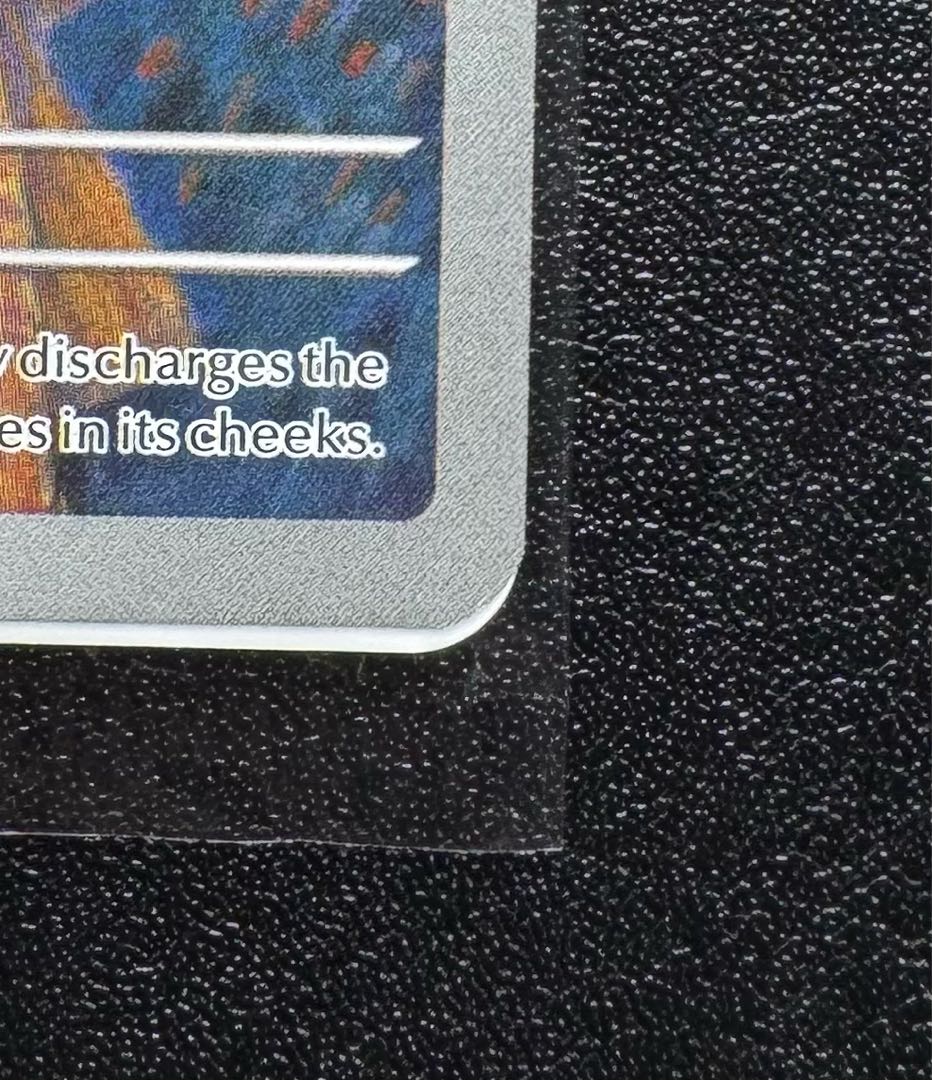 discharges the
es in its cheeks.